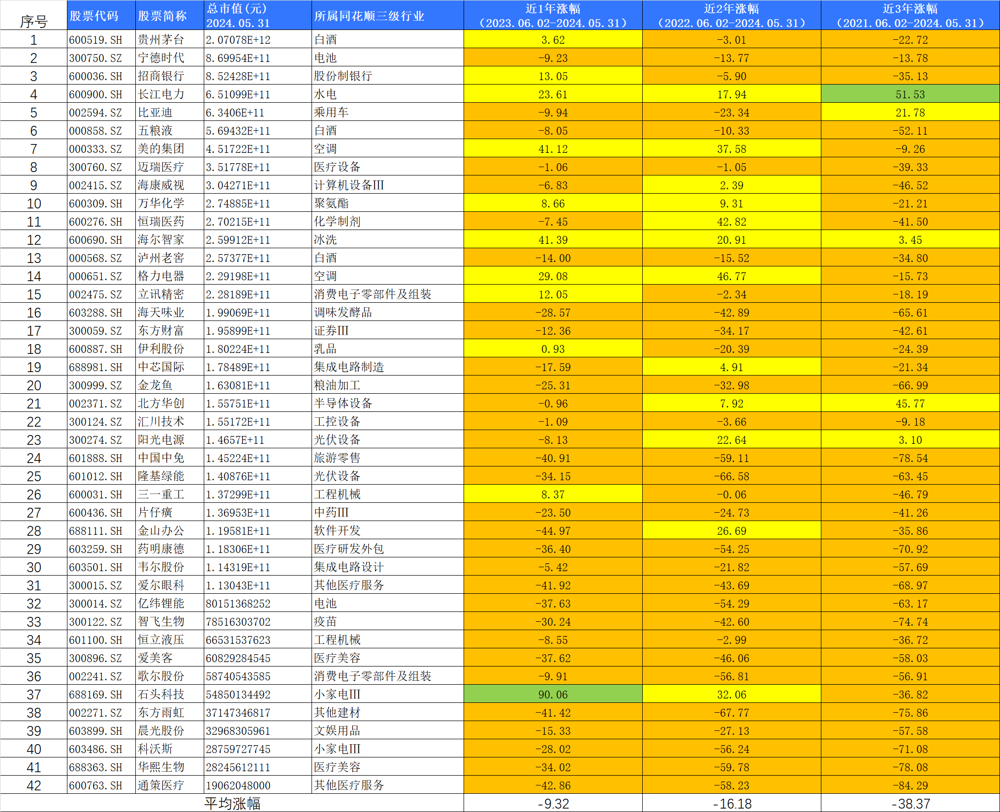 序号 股票代码 股票简称 总市值(元) 2024.05.31 所属同花顺三级行业 近1年涨幅 (2023.06.02-2024.05.31) 近2年涨幅 (2022.06.02-2024.05.31) 近3年涨幅 (2021.06.02-2024.05.31)
1 600519.SH 贵州茅台 2.07078E+12 白酒 3.62 -3.01 -22.72
2 300750.SZ 宁德时代 8.69954E+11 电池 -9.23 -13.77 -13.78
3 600036.SH 招商银行 8.52428E+11 股份制银行 13.05 -5.90 -35.13
4 600900.SH 长江电力 6.51099E+11 水电 23.61 17.94 51.53
5 002594.SZ 比亚迪 6.3406E+11 乘用车 -9.94 -23.34 21.78
6 000858.SZ 五粮液 5.69432E+11 白酒 -8.05 -10.33 -52.11
7 000333.SZ 美的集团 4.51722E+11 空调 41.12 37.58 -9.26
8 300760.SZ 迈瑞医疗 3.51778E+11 医疗设备 -1.06 -1.05 -39.33
9 002415.SZ 海康威视 3.04271E+11 计算机设备Ⅲ -6.83 2.39 -46.52
10 600309.SH 万华化学 2.74885E+11 聚氨酯 8.66 9.31 -21.21
11 600276.SH 恒瑞医药 2.70215E+11 化学制剂 -7.45 42.82 -41.50
12 600690.SH 海尔智家 2.59912E+11 冰洗 41.39 20.91 3.45
13 000568.SZ 泸州老窖 2.57377E+11 白酒 -14.00 -15.52 -34.80
14 000651.SZ 格力电器 2.29198E+11 空调 29.08 46.77 -15.73
15 002475.SZ 立讯精密 2.28189E+11 消费电子零部件及组装 12.05 -2.34 -18.19
16 603288.SH 海天味业 1.99069E+11 调味发酵品 -28.57 -42.89 -65.61
17 300059.SZ 东方财富 1.95899E+11 证券Ⅲ -12.36 -34.17 -42.61
18 600887.SH 伊利股份 1.80224E+11 乳品 0.93 -20.39 -24.39
19 688981.SH 中芯国际 1.78489E+11 集成电路制造 -17.59 4.91 -21.34
20 300999.SZ 金龙鱼 1.63081E+11 粮油加工 -25.31 -32.98 -66.99
21 002371.SZ 北方华创 1.55751E+11 半导体设备 -0.96 7.92 45.77
22 300124.SZ 汇川技术 1.55172E+11 工控设备 -1.09 -3.66 -9.18
23 300274.SZ 阳光电源 1.4657E+11 光伏设备 -8.13 22.64 3.10
24 601888.SH 中国中免 1.45224E+11 旅游零售 -40.91 -59.11 -78.54
25 601012.SH 隆基绿能 1.40876E+11 光伏设备 -34.15 -66.58 -63.45
26 600031.SH 三一重工 1.37299E+11 工程机械 8.37 -0.06 -46.79
27 600436.SH 片仔癀 1.36953E+11 中药Ⅲ -23.50 -24.73 -41.26
28 688111.SH 金山办公 1.19581E+11 软件开发 -44.97 26.69 -35.86
29 603259.SH 药明康德 1.18306E+11 医疗研发外包 -36.40 -54.25 -70.92
30 603501.SH 韦尔股份 1.14319E+11 集成电路设计 -5.42 -21.82 -57.69
31 300015.SZ 爱尔眼科 1.13043E+11 其他医疗服务 -41.92 -43.69 -68.97
32 300014.SZ 亿纬锂能 80151368252 电池 -37.63 -54.29 -63.17
33 300122.SZ 智飞生物 78516303702 疫苗 -30.24 -42.60 -74.74
34 601100.SH 恒立液压 66531537623 工程机械 -8.55 -2.99 -36.72
35 300896.SZ 爱美客 60829284545 医疗美容 -37.62 -46.06 -58.03
36 002241.SZ 歌尔股份 58740543585 消费电子零部件及组装 -9.91 -56.81 -56.91
37 688169.SH 石头科技 54850134492 小家电Ⅲ 90.06 32.06 -36.82
38 002271.SZ 东方雨虹 37147346817 其他建材 -41.42 -67.77 -75.86
39 603899.SH 晨光股份 32968305961 文娱用品 -15.33 -27.13 -57.58
40 603486.SH 科沃斯 28759727745 小家电Ⅲ -28.02 -56.24 -71.08
41 688363.SH 华熙生物 28245612111 医疗美容 -34.02 -59.78 -78.08
42 600763.SH 通策医疗 19062048000 其他医疗服务 -42.86 -58.23 -84.29
平均涨幅 -9.32 -16.18 -38.37